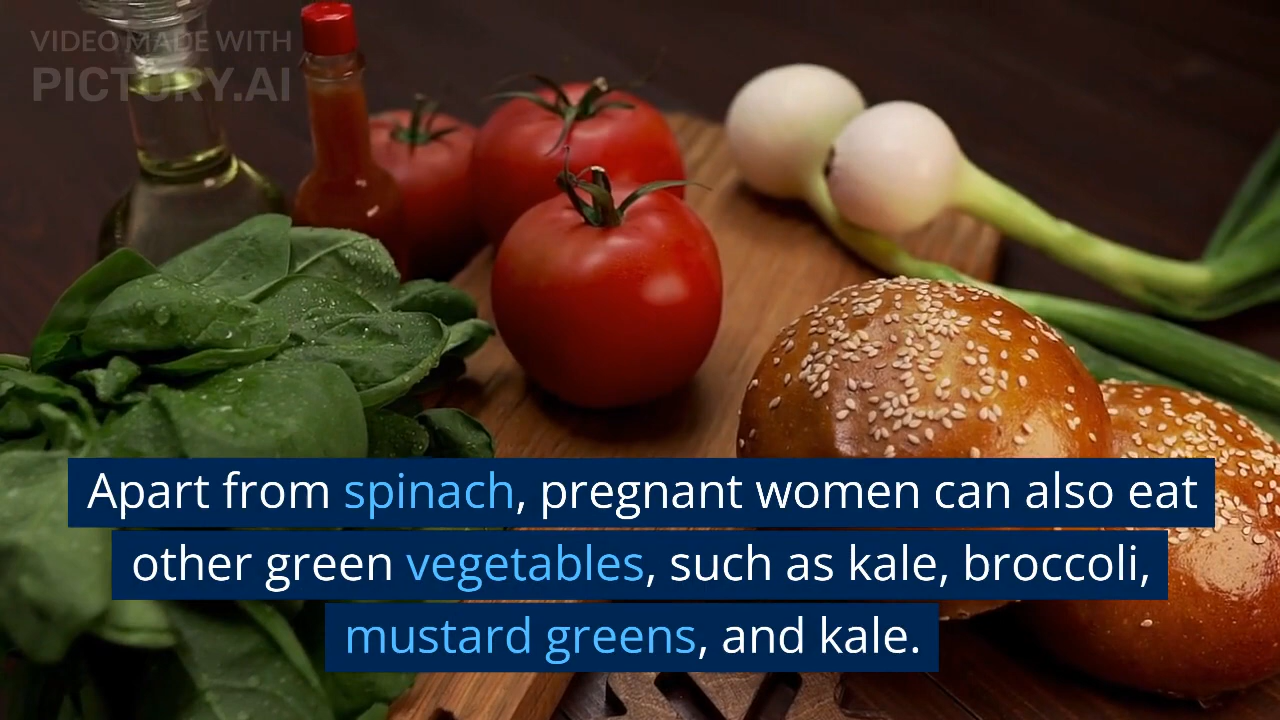 VIDEO MADE WITH
PICTORY.AI
Apart from spinach, pregnant women can also eat
other green vegetables, such as kale, broccoli,
mustard greens, and kale.